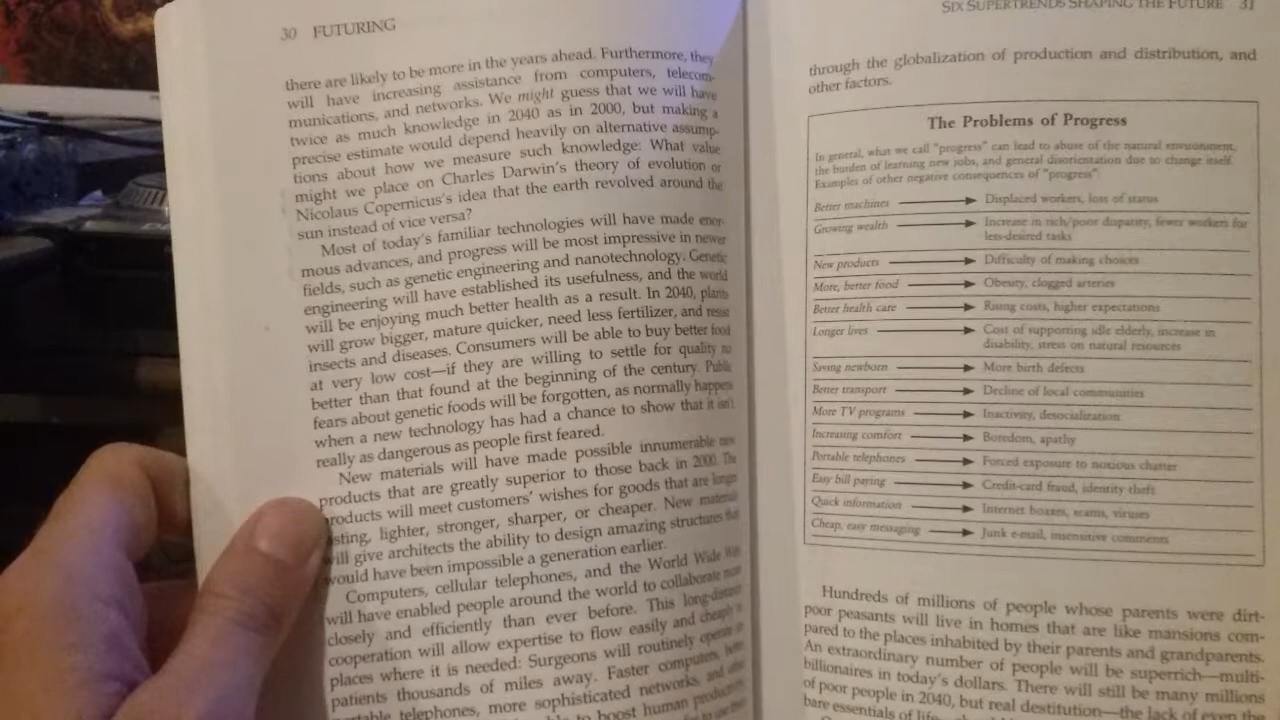 30 FUTURING
there are likely to be more in the years ahead. Furthermore, they
will have increasing assistance from computers, telecom-
munications, and networks. We might guess that we will have
twice as much knowledge in 2040 as in 2000, but making a
precise estimate would depend heavily on alternative assump-
tions about how we measure such knowledge: What value
might we place on Charles Darwin's theory of evolution or
Nicolaus Copernicus's idea that the earth revolved around the
sun instead of vice versa?
Most of today's familiar technologies will have made enor-
mous advances, and progress will be most impressive in newer
fields, such as genetic engineering and nanotechnology. Genetic
engineering will have established its usefulness, and the world
will be enjoying much better health as a result. In 2040, plants
will grow bigger, mature quicker, need less fertilizer, and resist
insects and diseases. Consumers will be able to buy better food
at very low cost—if they are willing to settle for quality no
better than that found at the beginning of the century. Public
fears about genetic foods will be forgotten, as normally happens
when a new technology has had a chance to show that it isn't
really as dangerous as people first feared.
New materials will have made possible innumerable new
products that are greatly superior to those back in 2000. The
products will meet customers' wishes for goods that are longer
lasting, lighter, stronger, sharper, or cheaper. New materials
will give architects the ability to design amazing structures that
would have been impossible a generation earlier.
Computers, cellular telephones, and the World Wide Web
will have enabled people around the world to collaborate more
closely and efficiently than ever before. This long-distance
cooperation will allow expertise to flow easily and cheaply to
places where it is needed: Surgeons will routinely operate on
patients thousands of miles away. Faster computers, better
portable telephones, more sophisticated networks, and other
to boost human
SIX SUPERTRENDS SHAPING THE FUTURE 31
through the globalization of production and distribution, and
other factors.
The Problems of Progress
In general, what we call "progress" can lead to abuse of the natural environment,
the burden of learning new jobs, and general disorientation due to change itself.
Examples of other negative consequences of "progress":
Better machines Displaced workers, loss of status
Growing wealth Increase in rich/poor disparity, fewer workers for
less-desired tasks
New products Difficulty of making choices
More, better food Obesity, clogged arteries
Better health care Rising costs, higher expectations
Longer lives Cost of supporting idle elderly, increase in
disability, stress on natural resources
Saving newborn More birth defects
Better transport Decline of local communities
More TV programs Inactivity, desocialization
Increasing comfort Boredom, apathy
Portable telephones Forced exposure to noxious chatter
Easy bill paying Credit-card fraud, identity theft
Quick information Internet hoaxes, scams, viruses
Cheap, easy messaging Junk e-mail, insensitive comments
Hundreds of millions of people whose parents were dirt-
poor peasants will live in homes that are like mansions com-
pared to the places inhabited by their parents and grandparents.
An extraordinary number of people will be superrich—multi-
billionaires in today's dollars. There will still be many millions
of poor people in 2040, but real destitution—the lack of even the
bare essentials of life